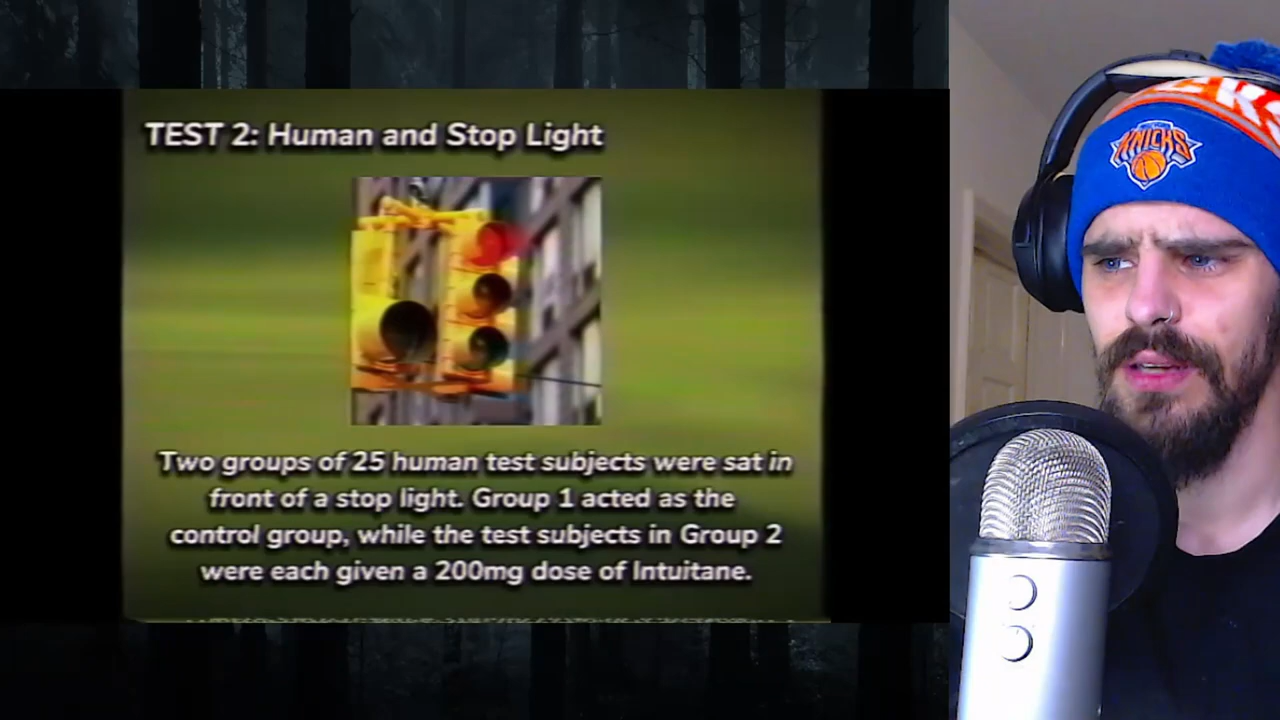 TEST 2: Human and Stop Light
Two groups of 25 human test subjects were sat in
front of a stop light. Group 1 acted as the
control group, while the test subjects in Group 2
were each given a 200mg dose of Intuitane.
KNICKS